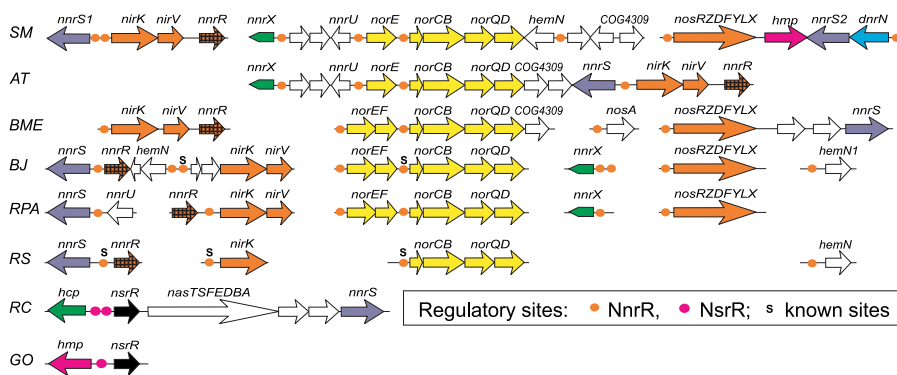 SM nnrS1 nirK nirV nnrR nnrX nnrU norE norCB norQD hemN COG4309 nosRZDFYLX hmp nnrS2 dnrN
AT nnrX nnrU norE norCB norQD COG4309 nnrS nirK nirV nnrR
BME nirK nirV nnrR norEF norCB norQD COG4309 nosA nosRZDFYLX nnrS
BJ nnrS nnrR hemN s nirK nirV norEF s norCB norQD nnrX nosRZDFYLX hemN1
RPA nnrS nnrU nnrR nirK nirV norEF norCB norQD nnrX nosRZDFYLX
RS nnrS s nnrR s nirK s norCB norQD hemN
RC hcp nsrR nasTSFEDBA nnrS
Regulatory sites: NnrR, NsrR; s known sites
GO hmp nsrR